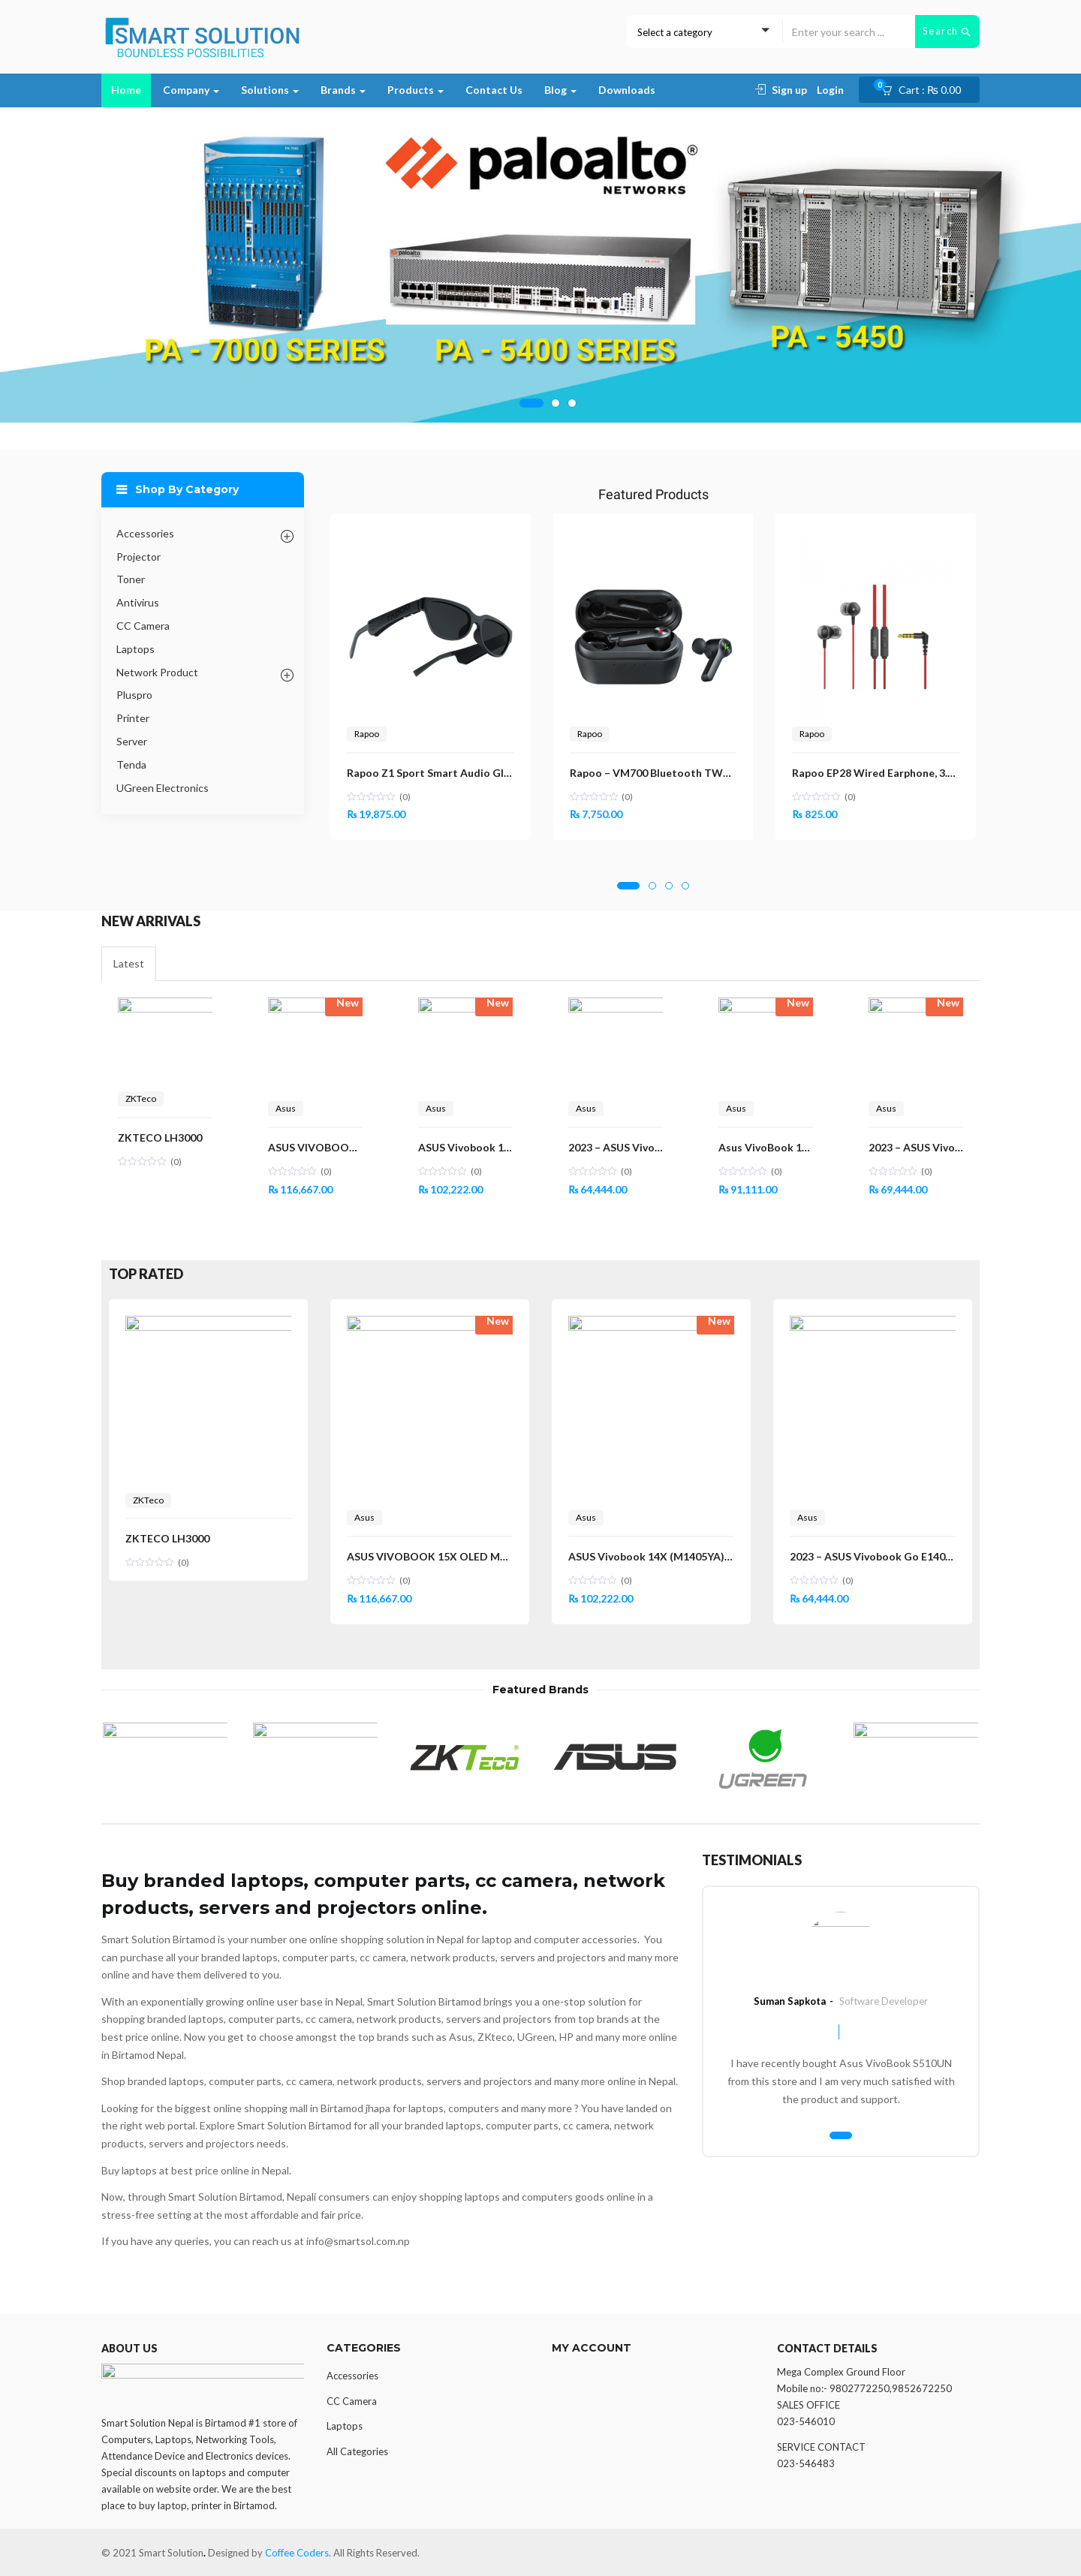 SMART SOLUTION
BOUNDLESS POSSIBILITIES
Select a category
Enter your search ...
Search
Home
Company
Solutions
Brands
Products
Contact Us
Blog
Downloads
Sign up
Login
0
Cart : ₨ 0.00
paloalto®
NETWORKS
paloalto
PA - 7000 SERIES
PA - 5400 SERIES
PA - 5450
Shop By Category
Accessories
Projector
Toner
Antivirus
CC Camera
Laptops
Network Product
Pluspro
Printer
Server
Tenda
UGreen Electronics
Featured Products
Rapoo
Rapoo Z1 Sport Smart Audio Gl...
(0)
₨ 19,875.00
Rapoo
Rapoo – VM700 Bluetooth TW...
(0)
₨ 7,750.00
Rapoo
Rapoo EP28 Wired Earphone, 3....
(0)
₨ 825.00
NEW ARRIVALS
Latest
ZKTeco
ZKTECO LH3000
(0)
New
Asus
ASUS VIVOBOO...
(0)
₨ 116,667.00
New
Asus
ASUS Vivobook 1...
(0)
₨ 102,222.00
Asus
2023 – ASUS Vivo...
(0)
₨ 64,444.00
New
Asus
Asus VivoBook 1...
(0)
₨ 91,111.00
New
Asus
2023 – ASUS Vivo...
(0)
₨ 69,444.00
TOP RATED
ZKTeco
ZKTECO LH3000
(0)
New
Asus
ASUS VIVOBOOK 15X OLED M...
(0)
₨ 116,667.00
New
Asus
ASUS Vivobook 14X (M1405YA)...
(0)
₨ 102,222.00
Asus
2023 – ASUS Vivobook Go E140...
(0)
₨ 64,444.00
Featured Brands
ZKTeco®
ASUS
UGREEN
Buy branded laptops, computer parts, cc camera, network
products, servers and projectors online.
Smart Solution Birtamod is your number one online shopping solution in Nepal for laptop and computer accessories. You
can purchase all your branded laptops, computer parts, cc camera, network products, servers and projectors and many more
online and have them delivered to you.
With an exponentially growing online user base in Nepal, Smart Solution Birtamod brings you a one-stop solution for
shopping branded laptops, computer parts, cc camera, network products, servers and projectors from top brands at the
best price online. Now you get to choose amongst the top brands such as Asus, ZKteco, UGreen, HP and many more online
in Birtamod Nepal.
Shop branded laptops, computer parts, cc camera, network products, servers and projectors and many more online in Nepal.
Looking for the biggest online shopping mall in Birtamod jhapa for laptops, computers and many more ? You have landed on
the right web portal. Explore Smart Solution Birtamod for all your branded laptops, computer parts, cc camera, network
products, servers and projectors needs.
Buy laptops at best price online in Nepal.
Now, through Smart Solution Birtamod, Nepali consumers can enjoy shopping laptops and computers goods online in a
stress-free setting at the most affordable and fair price.
If you have any queries, you can reach us at info@smartsol.com.np
TESTIMONIALS
Suman Sapkota - Software Developer
I have recently bought Asus VivoBook S510UN
from this store and I am very much satisfied with
the product and support.
ABOUT US
Smart Solution Nepal is Birtamod #1 store of
Computers, Laptops, Networking Tools,
Attendance Device and Electronics devices.
Special discounts on laptops and computer
available on website order. We are the best
place to buy laptop, printer in Birtamod.
CATEGORIES
Accessories
CC Camera
Laptops
All Categories
MY ACCOUNT
CONTACT DETAILS
Mega Complex Ground Floor
Mobile no:- 9802772250,9852672250
SALES OFFICE
023-546010
SERVICE CONTACT
023-546483
© 2021 Smart Solution. Designed by Coffee Coders. All Rights Reserved.